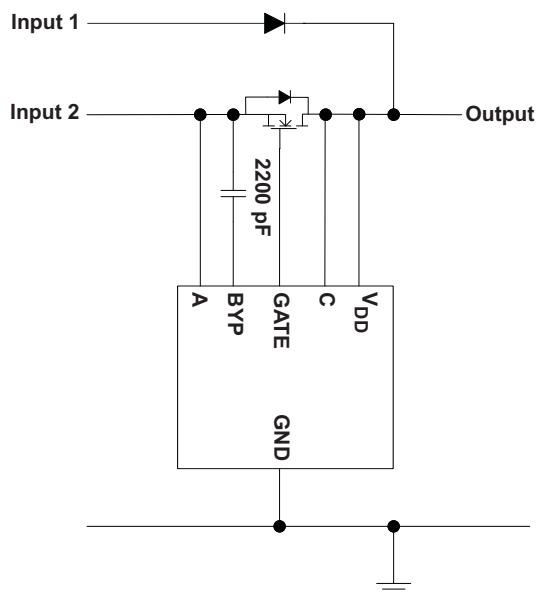 Input 1
Input 2
Output
2200 pF
A
BYP
GATE
C
VDD
GND